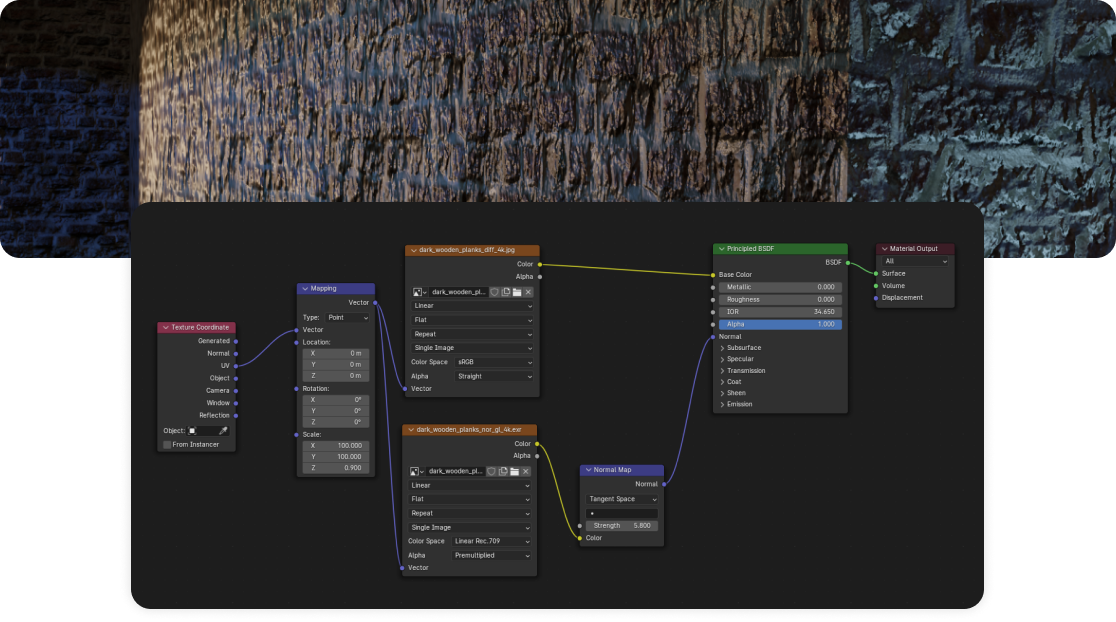 Texture Coordinate
Generated
Normal
UV
Object
Camera
Window
Reflection
Object:
From Instancer
Mapping
Vector
Type: Point
Vector
Location:
X 0 m
Y 0 m
Z 0 m
Rotation:
X 0°
Y 0°
Z 0°
Scale:
X 100.000
Y 100.000
Z 0.900
dark_wooden_planks_diff_4k.jpg
Color
Alpha
dark_wooden_pl...
Linear
Flat
Repeat
Single Image
Color Space sRGB
Alpha Straight
Vector
dark_wooden_planks_nor_gl_4k.exr
Color
Alpha
dark_wooden_pl...
Linear
Flat
Repeat
Single Image
Color Space Linear Rec.709
Alpha Premultiplied
Vector
Normal Map
Normal
Tangent Space
Strength 5.800
Color
Principled BSDF
BSDF
Base Color
Metallic 0.000
Roughness 0.000
IOR 34.650
Alpha 1.000
Normal
Subsurface
Specular
Transmission
Coat
Sheen
Emission
Material Output
All
Surface
Volume
Displacement